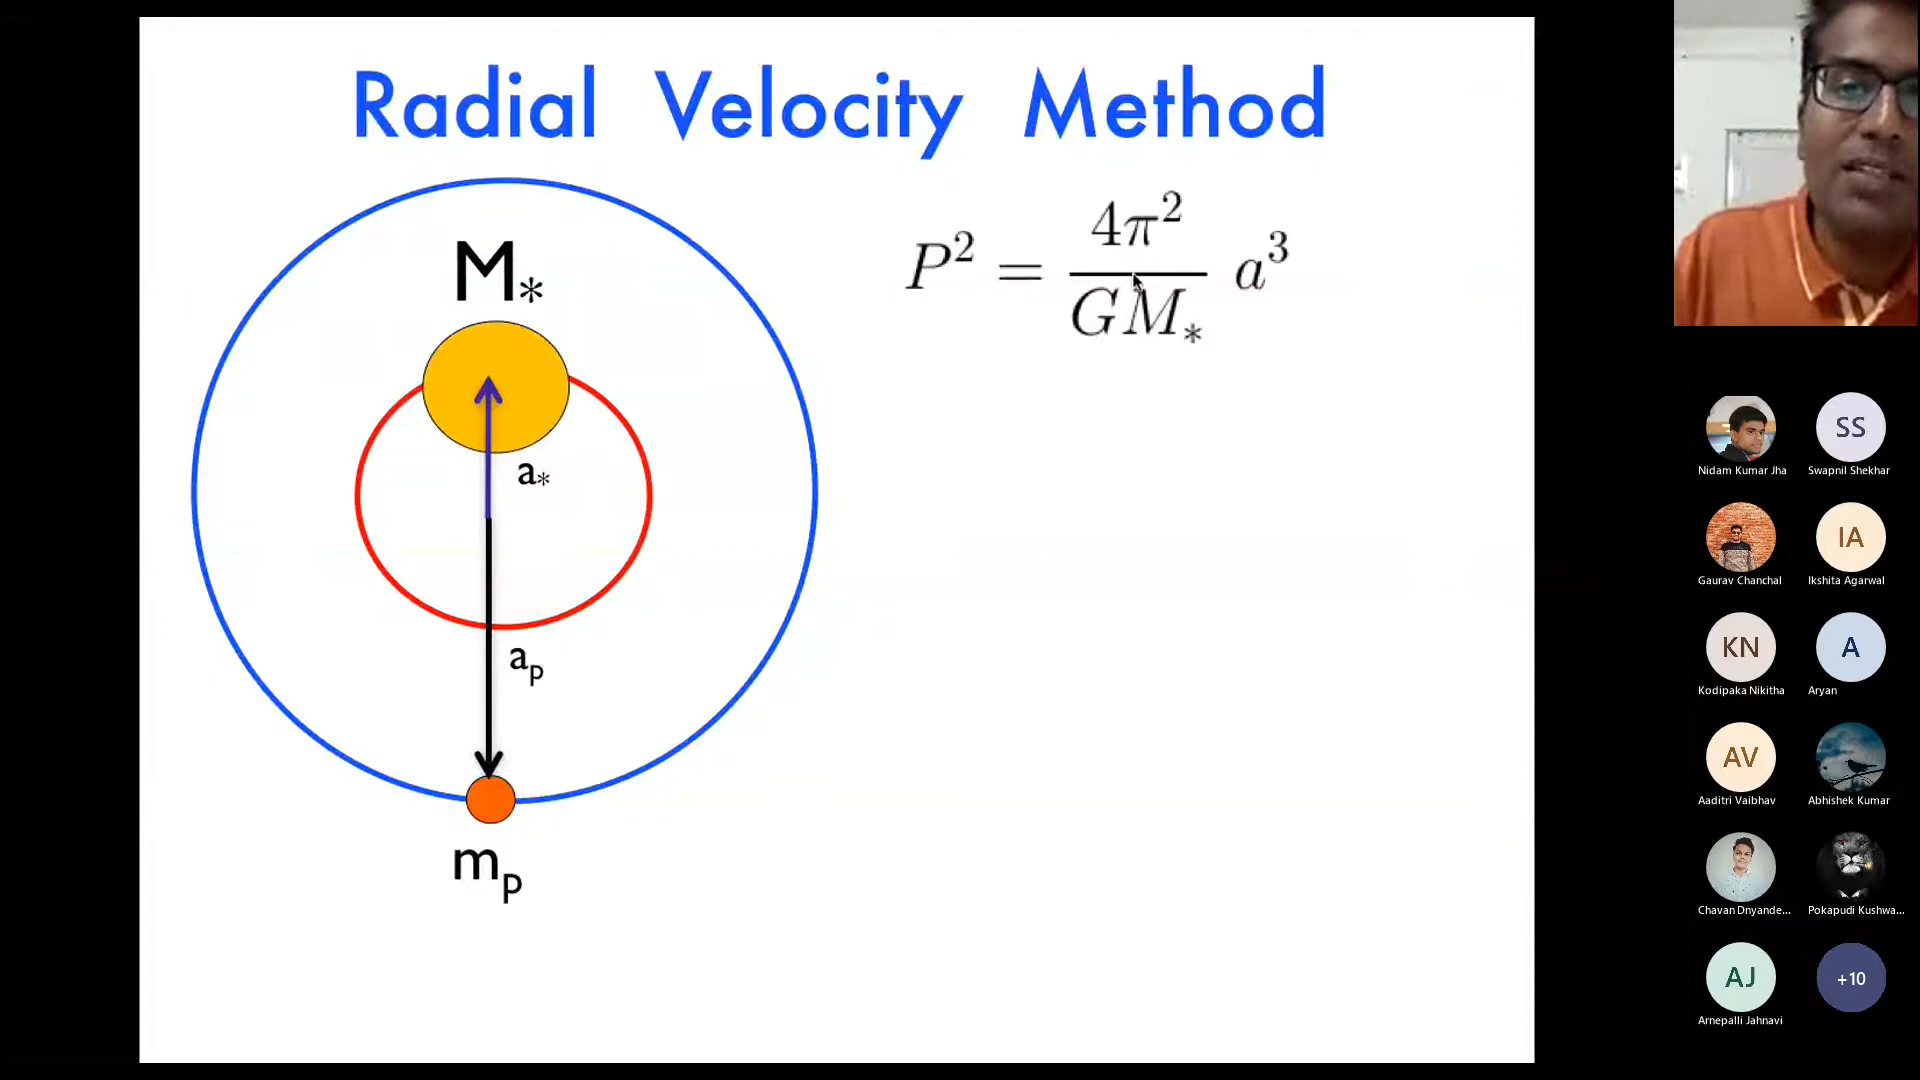 Radial Velocity Method
M*
P² = 4π² / GM* a³
a*
aₚ
mₚ
Nidam Kumar Jha
SS
Swapnil Shekhar
Gaurav Chanchal
IA
Ikshita Agarwal
KN
Kodipaka Nikitha
A
Aryan
AV
Aaditri Vaibhav
Abhishek Kumar
Chavan Dnyande...
Pokapudi Kushwa...
AJ
Arnepalli Jahnavi
+10